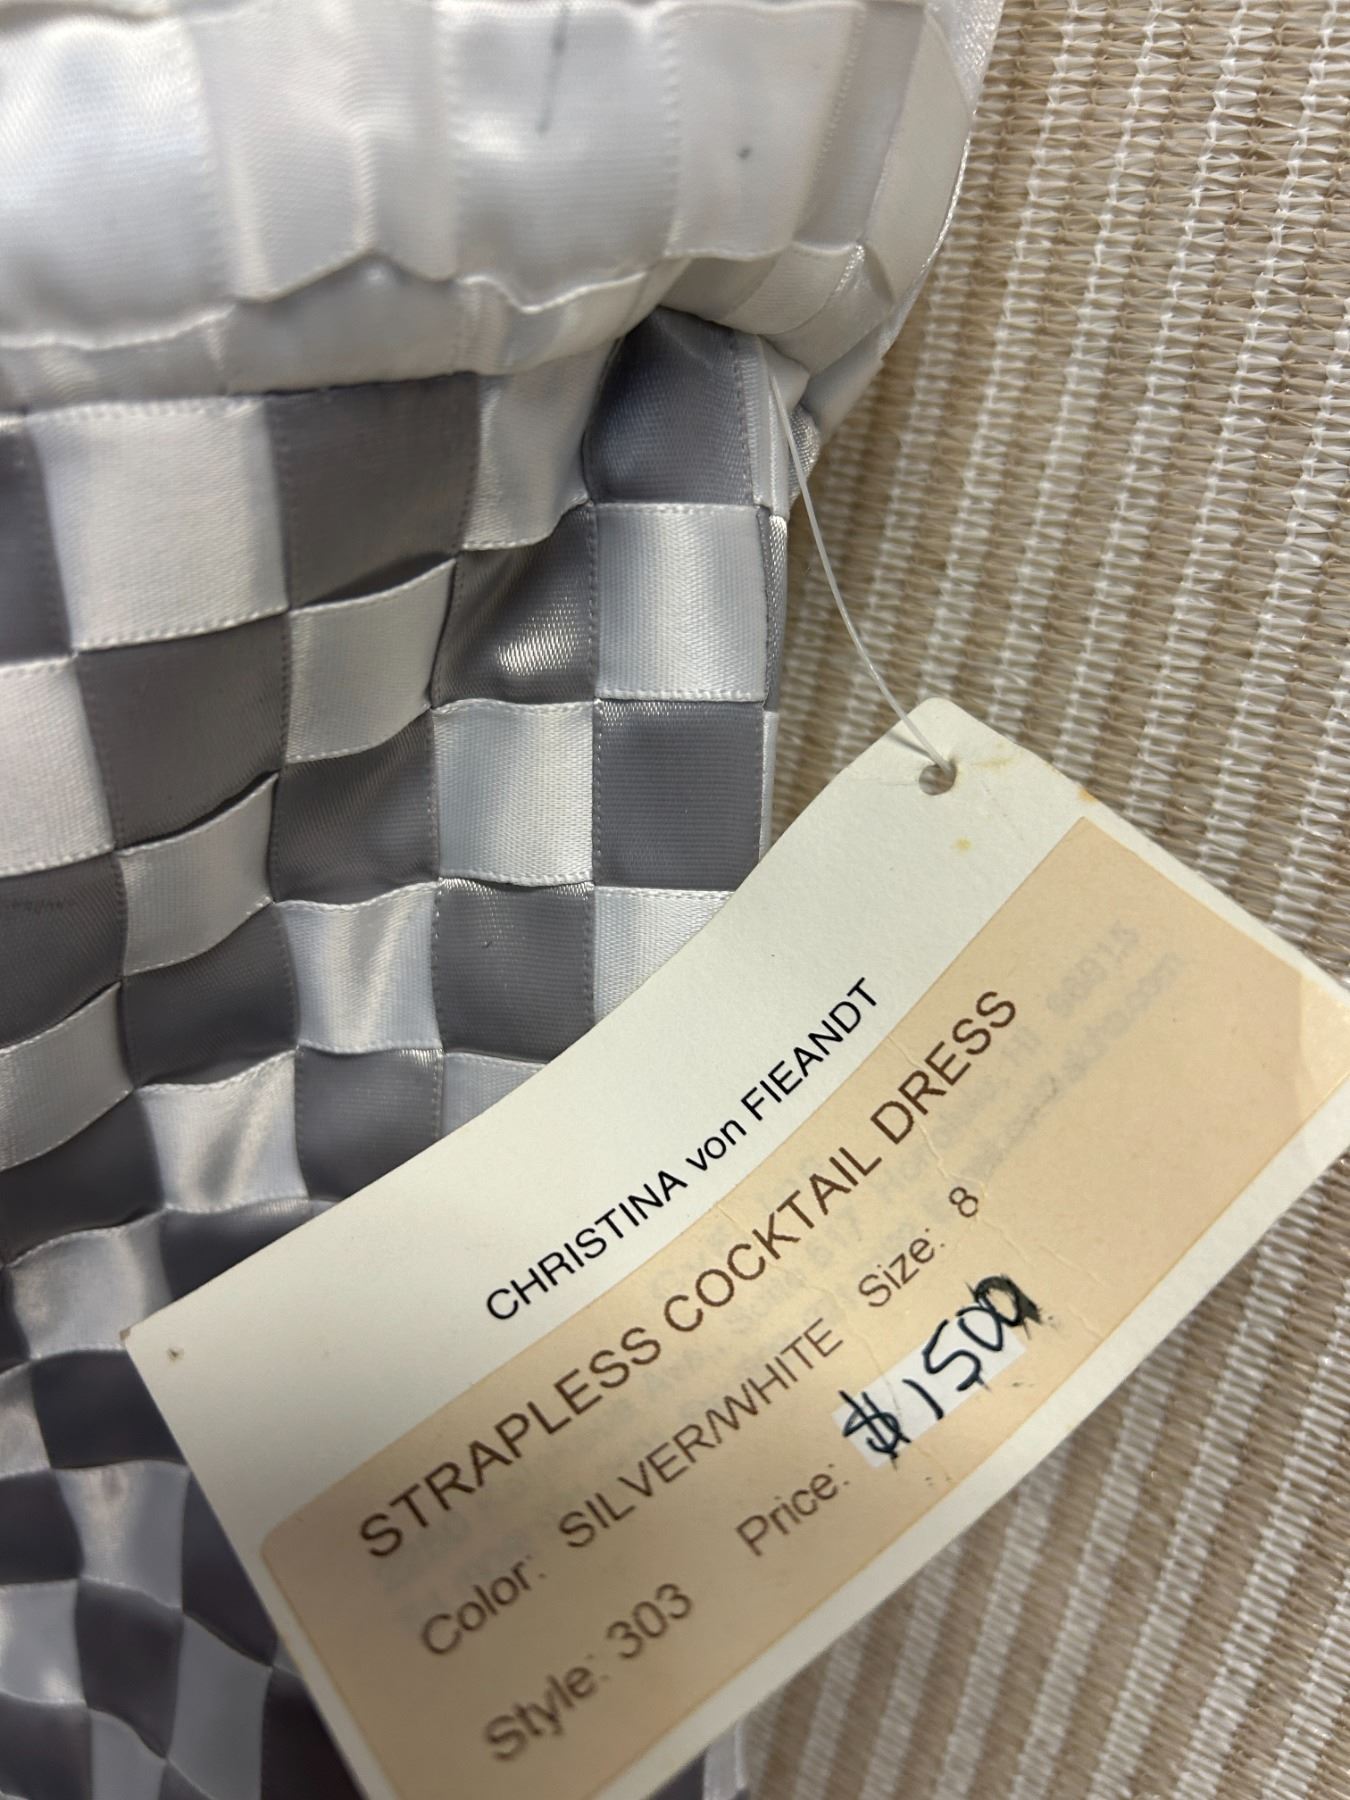 CHRISTINA von FIEANDT
STRAPLESS COCKTAIL DRESS
Color: SILVER/WHITE Size: 8
Style: 303 Price: $1500